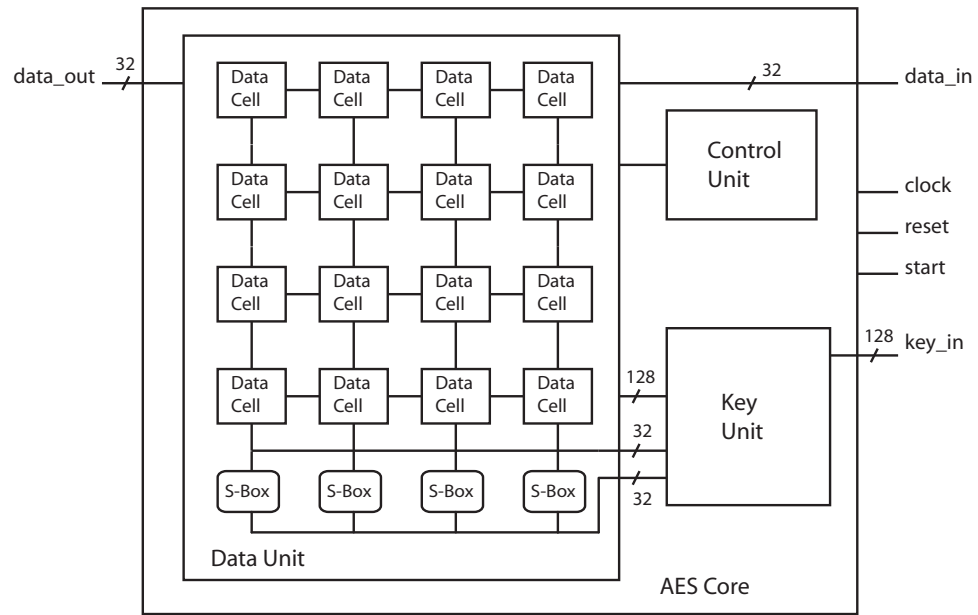 data_out
32
Data
Cell
Data
Cell
Data
Cell
Data
Cell
32
data_in
Control
Unit
Data
Cell
Data
Cell
Data
Cell
Data
Cell
clock
reset
start
Data
Cell
Data
Cell
Data
Cell
Data
Cell
128
key_in
Data
Cell
Data
Cell
Data
Cell
Data
Cell
128
32
32
Key
Unit
S-Box
S-Box
S-Box
S-Box
Data Unit
AES Core